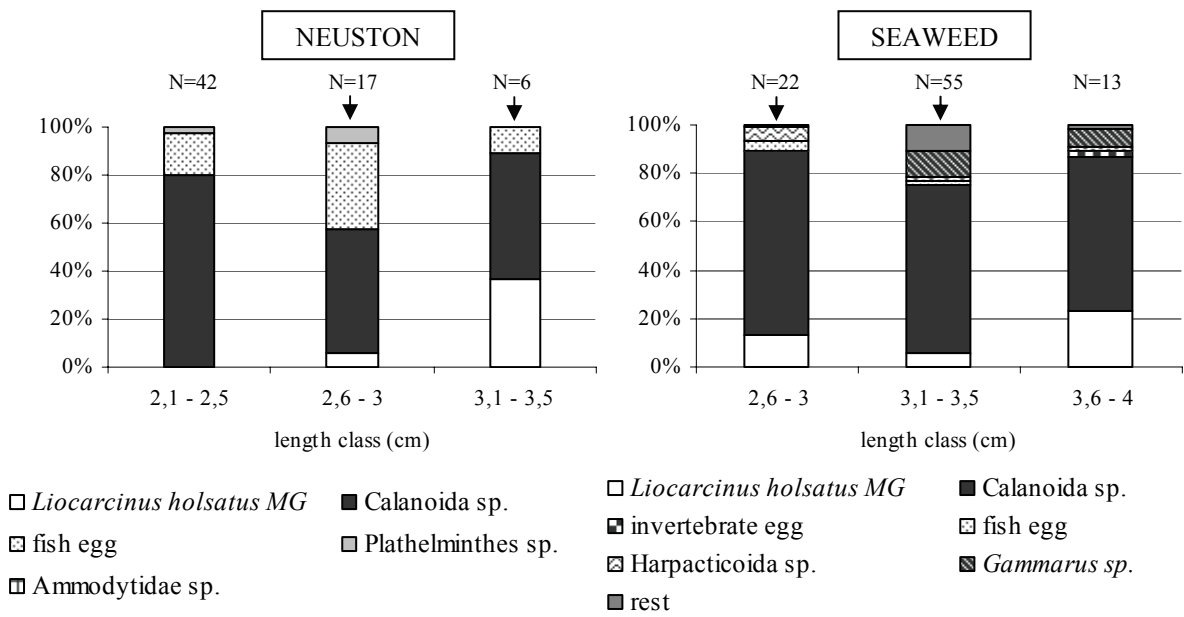 NEUSTON
N=42 N=17 N=6
100%
80%
60%
40%
20%
0%
2,1 - 2,5 2,6 - 3 3,1 - 3,5
length class (cm)
Liocarcinus holsatus MG Calanoida sp.
fish egg Plathelminthes sp.
Ammodytidae sp.
SEAWEED
N=22 N=55 N=13
100%
80%
60%
40%
20%
0%
2,6 - 3 3,1 - 3,5 3,6 - 4
length class (cm)
Liocarcinus holsatus MG Calanoida sp.
invertebrate egg fish egg
Harpacticoida sp. Gammarus sp.
rest